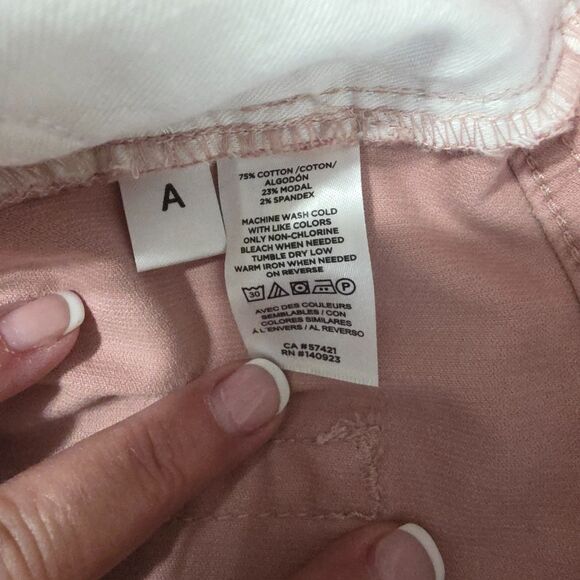 A
75% COTTON /COTON/
ALGODÓN
23% MODAL
2% SPANDEX
MACHINE WASH COLD
WITH LIKE COLORS
ONLY NON-CHLORINE
BLEACH WHEN NEEDED
TUMBLE DRY LOW
WARM IRON WHEN NEEDED
ON REVERSE
30 P
AVEC DES COULEURS
SEMBLABLES / CON
COLORES SIMILARES
À L'ENVERS / AL REVERSO
CA #57421
RN #140923